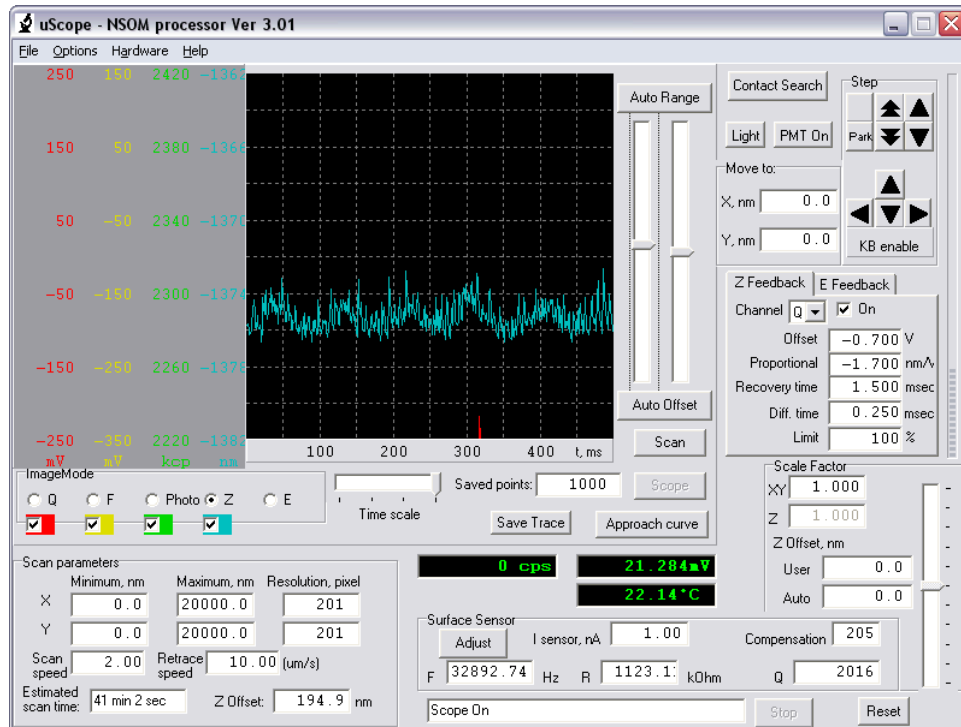 uScope - NSOM processor Ver 3.01
File Options Hardware Help
250 150 2420 -1362
150 50 2380 -1366
50 -50 2340 -1370
-50 -150 2300 -1374
-150 -250 2260 -1378
-250 -350 2220 -1382
mV mV kcp nm
100 200 300 400 t, ms
Auto Range
Auto Offset
Scan
Scope
Contact Search
Light PMT On
Step
Park
Move to:
X, nm 0.0
Y, nm 0.0
KB enable
Z Feedback E Feedback
Channel Q On
Offset -0.700 V
Proportional -1.700 nm/V
Recovery time 1.500 msec
Diff. time 0.250 msec
Limit 100 %
ImageMode
Q F Photo Z E
Time scale
Saved points: 1000
Save Trace Approach curve
Scale Factor
XY 1.000
Z 1.000
Z Offset, nm
User 0.0
Auto 0.0
Scan parameters
Minimum, nm Maximum, nm Resolution, pixel
X 0.0 20000.0 201
Y 0.0 20000.0 201
Scan speed 2.00 Retrace speed 10.00 (um/s)
Estimated scan time: 41 min 2 sec Z Offset: 194.9 nm
0 cps 21.284mV
22.14°C
Surface Sensor
Adjust I sensor, nA 1.00 Compensation 205
F 32892.74 Hz R 1123.1 kOhm Q 2016
Scope On Stop Reset